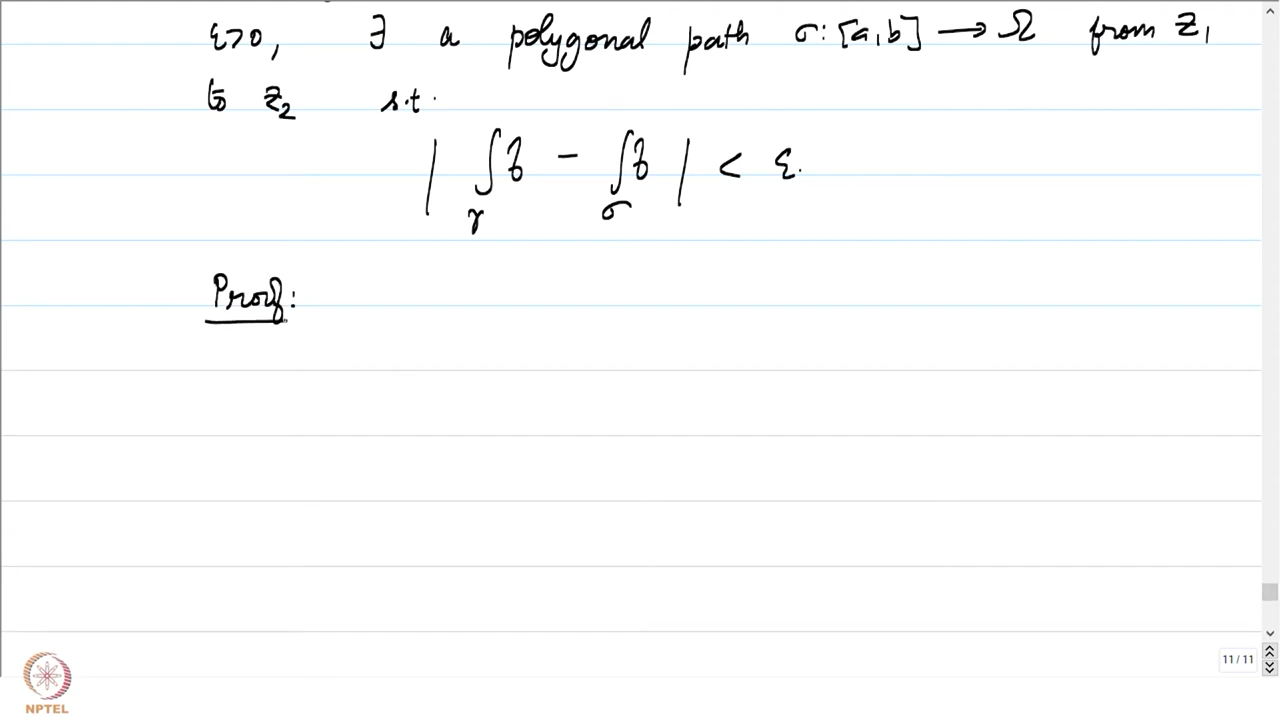 ε>0, ∃ a polygonal path σ: [a,b] → Ω from z₁
to z₂ s.t.
| ∫_γ f − ∫_σ f | < ε.
Proof:
11 / 11
NPTEL